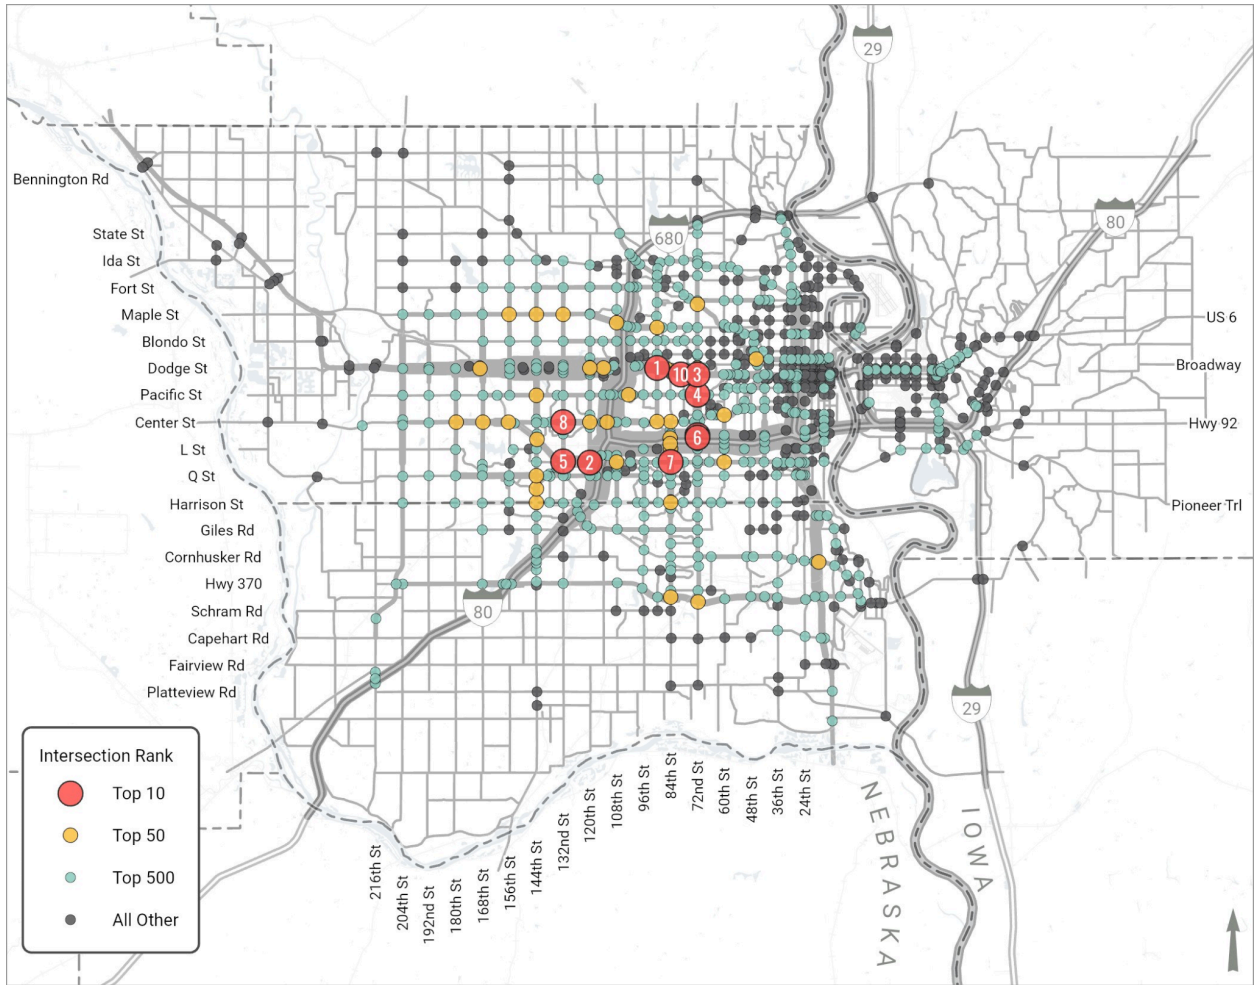 29
80
680
Bennington Rd
State St
Ida St
Fort St
Maple St
Blondo St
Dodge St
Pacific St
Center St
L St
Q St
Harrison St
Giles Rd
Cornhusker Rd
Hwy 370
Schram Rd
Capehart Rd
Fairview Rd
Platteview Rd
US 6
Broadway
Hwy 92
Pioneer Trl
1
10
3
4
8
6
5
2
7
80
29
216th St
204th St
192nd St
180th St
168th St
156th St
144th St
132nd St
120th St
108th St
96th St
84th St
72nd St
60th St
48th St
36th St
24th St
NEBRASKA
IOWA
Intersection Rank
Top 10
Top 50
Top 500
All Other